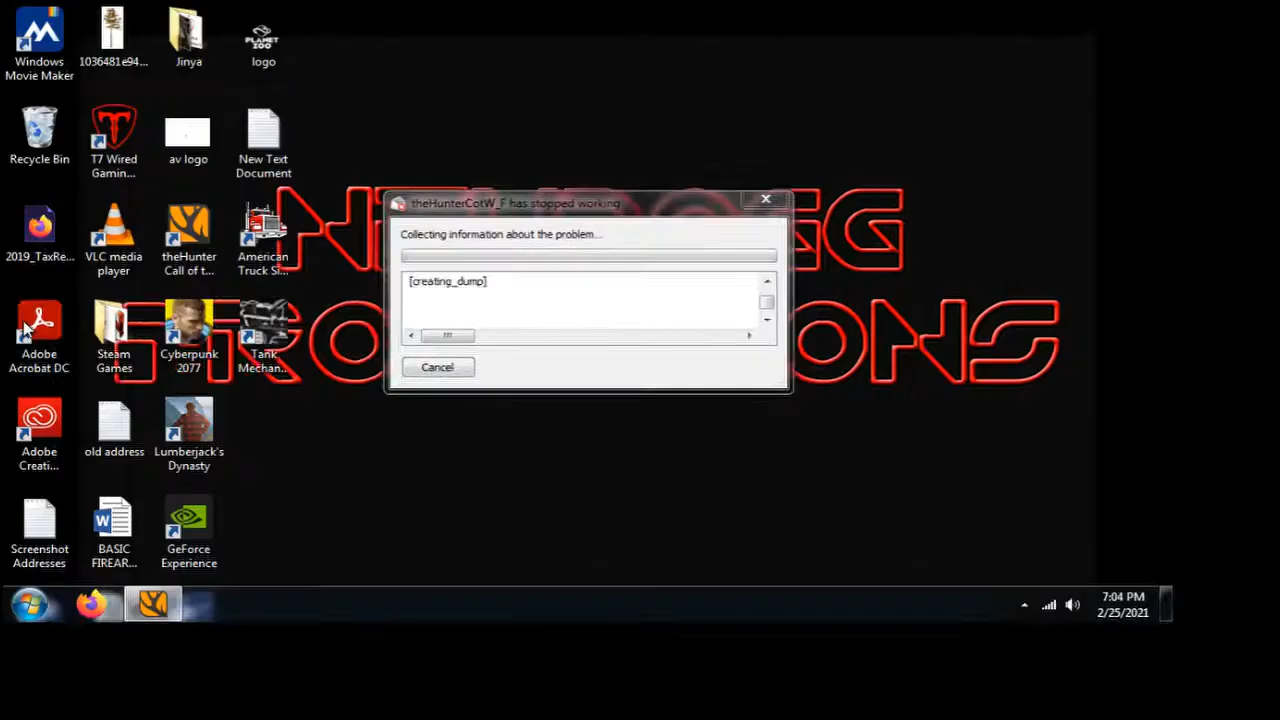 Windows
Movie Maker
1036481e94...
Jinya
PLANET
ZOO
logo
Recycle Bin
T7 Wired
Gamin...
av logo
New Text
Document
2019_TaxRe...
VLC media
player
theHunter
Call of t...
American
Truck Si...
Adobe
Acrobat DC
Steam
Games
Cyberpunk
2077
Tank
Mechan...
Adobe
Creati...
old address
Lumberjack's
Dynasty
Screenshot
Addresses
W
BASIC
FIREAR...
GeForce
Experience
theHunterCotW_F has stopped working
Collecting information about the problem...
[creating_dump]
Cancel
7:04 PM
2/25/2021